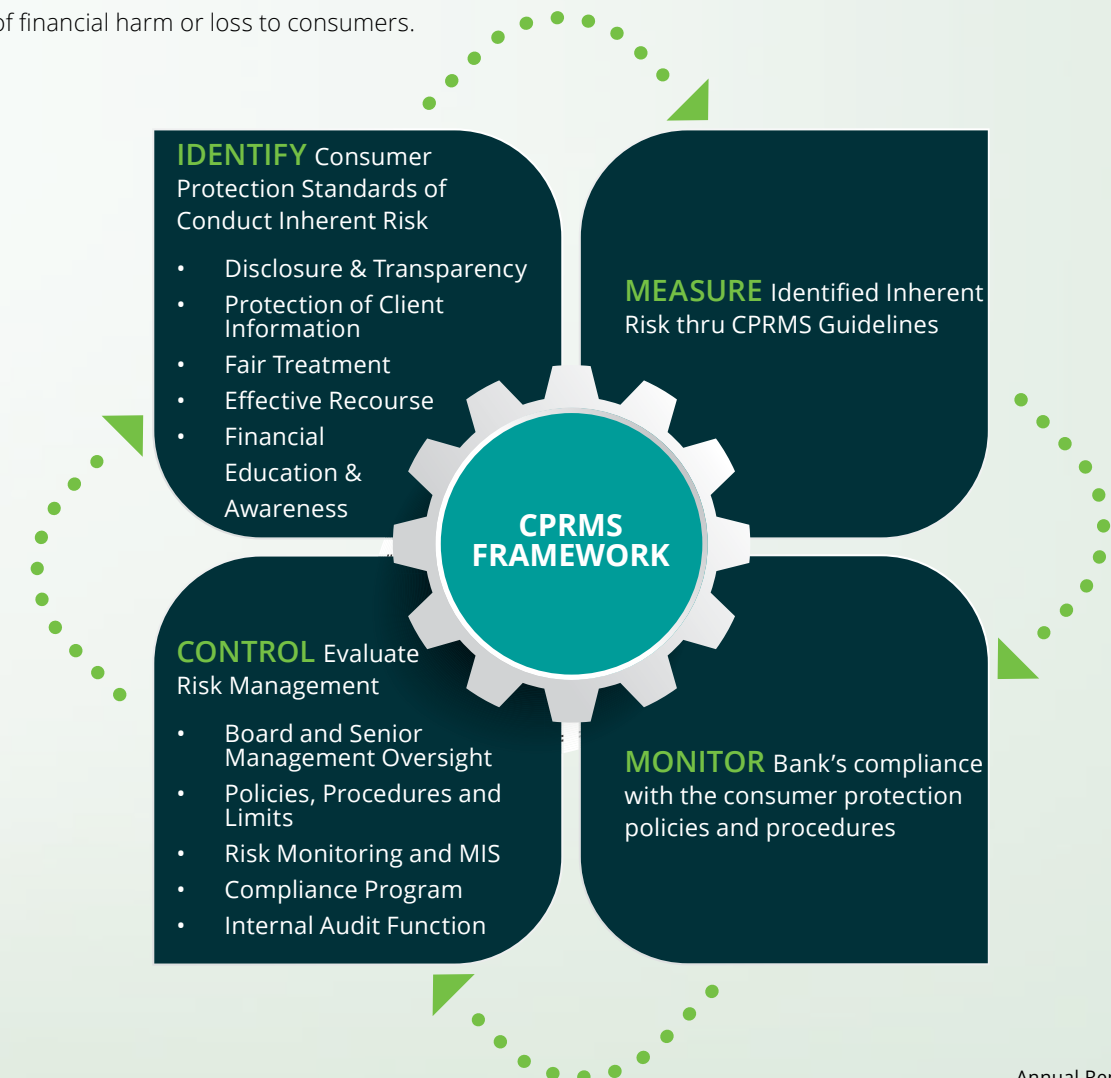 of financial harm or loss to consumers.
IDENTIFY Consumer
Protection Standards of
Conduct Inherent Risk
• Disclosure & Transparency
• Protection of Client
Information
• Fair Treatment
• Effective Recourse
• Financial
Education &
Awareness
MEASURE Identified Inherent
Risk thru CPRMS Guidelines
CPRMS
FRAMEWORK
CONTROL Evaluate
Risk Management
• Board and Senior
Management Oversight
• Policies, Procedures and
Limits
• Risk Monitoring and MIS
• Compliance Program
• Internal Audit Function
MONITOR Bank’s compliance
with the consumer protection
policies and procedures
Annual